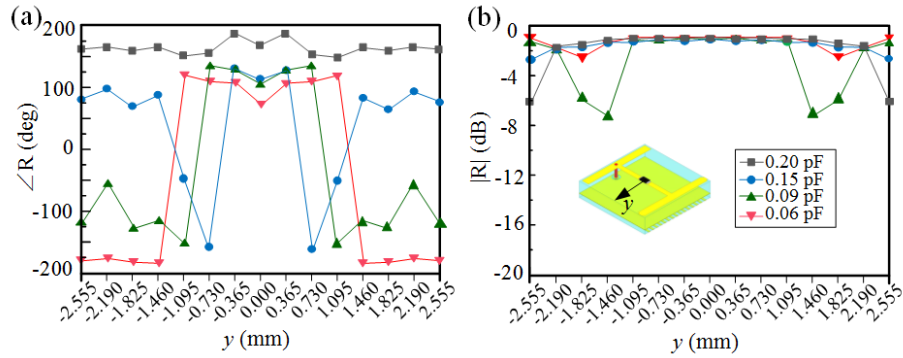 (a)
∠R (deg)
200
100
0
-100
-200
-2.555 -2.190 -1.825 -1.460 -1.095 -0.730 -0.365 0.000 0.365 0.730 1.095 1.460 1.825 2.190 2.555
y (mm)
(b)
|R| (dB)
0
-4
-8
-12
-16
-20
y
0.20 pF
0.15 pF
0.09 pF
0.06 pF
-2.555 -2.190 -1.825 -1.460 -1.095 -0.730 -0.365 0.000 0.365 0.730 1.095 1.460 1.825 2.190 2.555
y (mm)